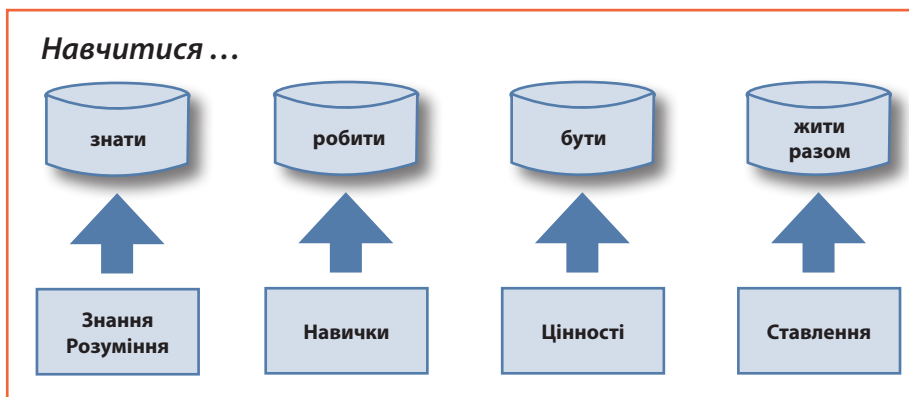 Навчитися ...
знати
робити
бути
жити
разом
Знання
Розуміння
Навички
Цінності
Ставлення